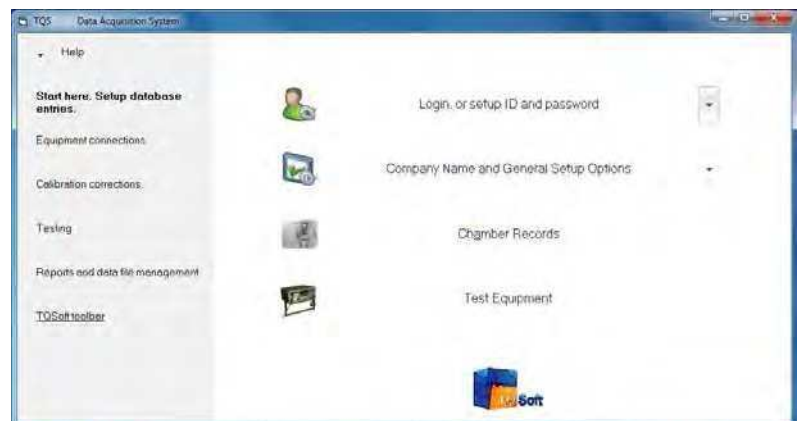 TQS Data Acquisition System
Help
Start here. Setup database
entries.
Equipment connections.
Calibration corrections.
Testing
Reports and data file management
TQSoft toolbar
Login, or setup ID and password
Company Name and General Setup Options
Chamber Records
Test Equipment
Soft